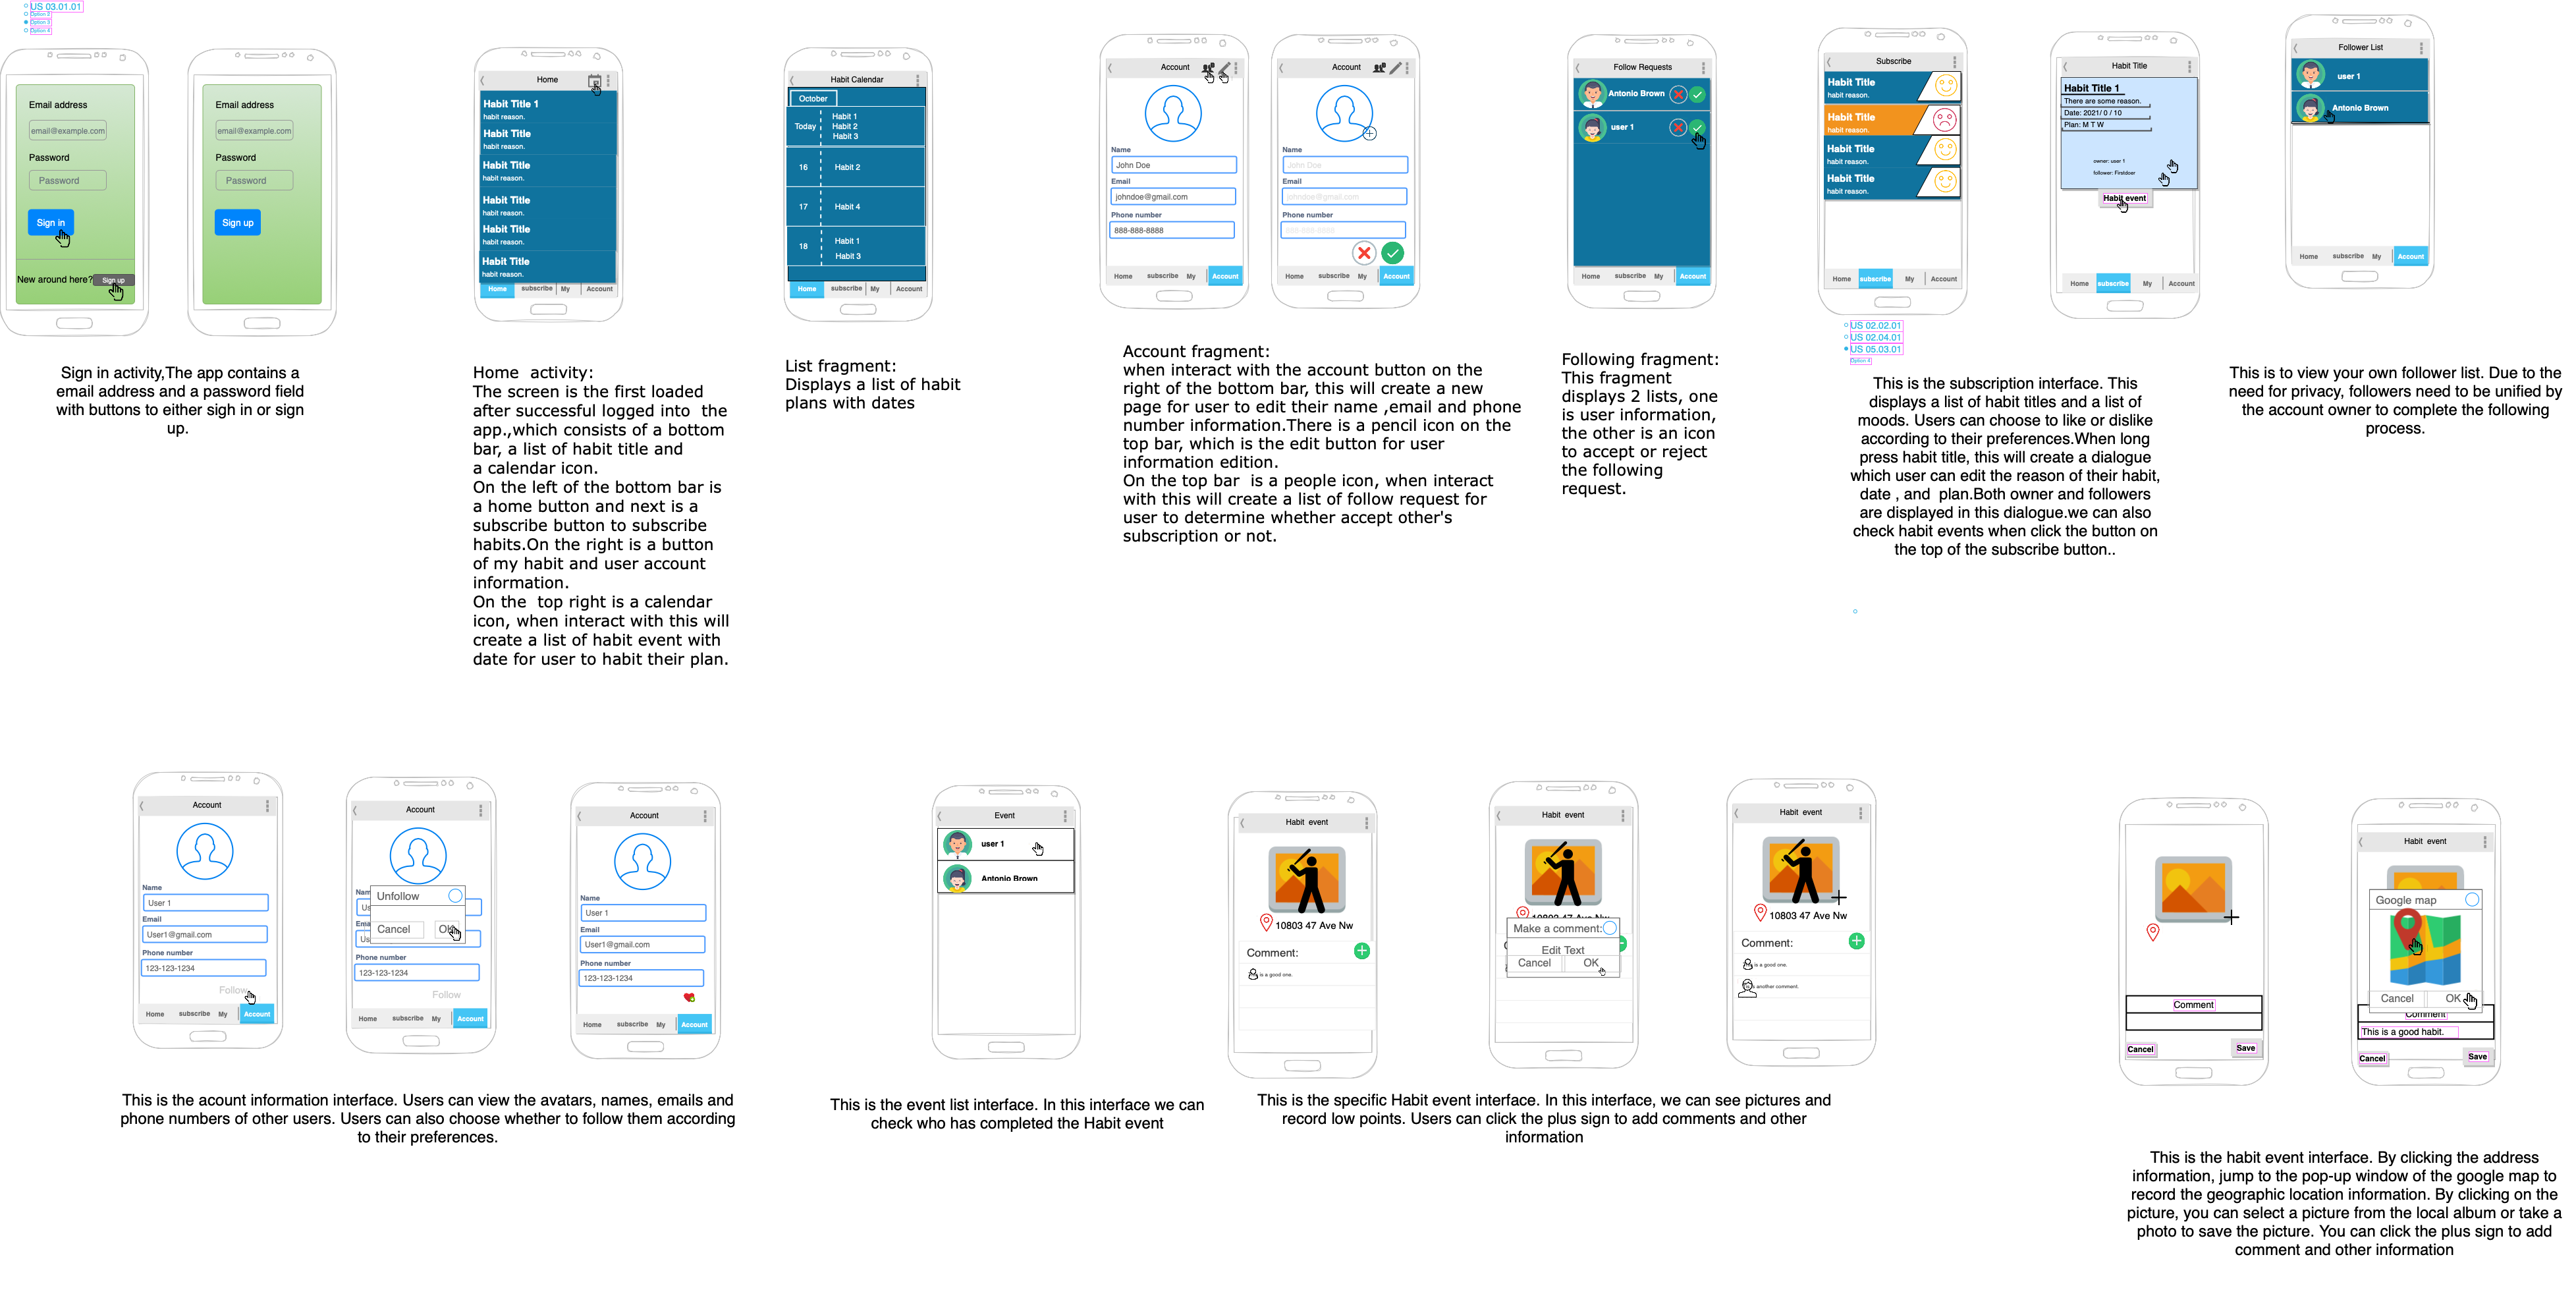 US 03.01.01
Option 2
Option 3
Option 4
Email address
email@example.com
Password
Password
Sign in
New around here?
Sign up
Email address
email@example.com
Password
Password
Sign up
Sign in activity,The app contains a
email address and a password field
with buttons to either sigh in or sign
up.
Home
Habit Title 1
habit reason.
Habit Title
habit reason.
Habit Title
habit reason.
Habit Title
habit reason.
Habit Title
habit reason.
Habit Title
habit reason.
Home subscribe My Account
Home  activity:
The screen is the first loaded
after successful logged into  the
app.,which consists of a bottom
bar, a list of habit title and
a calendar icon.
On the left of the bottom bar is
a home button and next is a
subscribe button to subscribe
habits.On the right is a button
of my habit and user account
information.
On the  top right is a calendar
icon, when interact with this will
create a list of habit event with
date for user to habit their plan.
Habit Calendar
October
Today
Habit 1
Habit 2
Habit 3
16 Habit 2
17 Habit 4
18
Habit 1
Habit 3
Home subscribe My Account
List fragment:
Displays a list of habit
plans with dates
Account
Name
John Doe
Email
johndoe@gmail.com
Phone number
888-888-8888
Home subscribe My Account
Account
Name
John Doe
Email
johndoe@gmail.com
Phone number
888-888-8888
Home subscribe My Account
Account fragment:
when interact with the account button on the
right of the bottom bar, this will create a new
page for user to edit their name ,email and phone
number information.There is a pencil icon on the
top bar, which is the edit button for user
information edition.
On the top bar  is a people icon, when interact
with this will create a list of follow request for
user to determine whether accept other's
subscription or not.
Follow Requests
Antonio Brown
user 1
Home subscribe My Account
Following fragment:
This fragment
displays 2 lists, one
is user information,
the other is an icon
to accept or reject
the following
request.
Subscribe
Habit Title
habit reason.
Habit Title
habit reason.
Habit Title
habit reason.
Habit Title
habit reason.
Home subscribe My Account
US 02.02.01
US 02.04.01
US 05.03.01
Option 4
Habit Title
Habit Title 1
There are some reason.
Date: 2021/ 0 / 10
Plan: M T W
owner: user 1
follower: Firstdoer
Habit event
Home subscribe My Account
This is the subscription interface. This
displays a list of habit titles and a list of
moods. Users can choose to like or dislike
according to their preferences.When long
press habit title, this will create a dialogue
which user can edit the reason of their habit,
date , and  plan.Both owner and followers
are displayed in this dialogue.we can also
check habit events when click the button on
the top of the subscribe button..
Follower List
user 1
Antonio Brown
Home subscribe My Account
This is to view your own follower list. Due to the
need for privacy, followers need to be unified by
the account owner to complete the following
process.
Account
Name
User 1
Email
User1@gmail.com
Phone number
123-123-1234
Follow
Home subscribe My Account
Account
Unfollow
Cancel
Phone number
123-123-1234
Follow
Home subscribe My Account
Account
Name
User 1
Email
User1@gmail.com
Phone number
123-123-1234
Home subscribe My Account
This is the acount information interface. Users can view the avatars, names, emails and
phone numbers of other users. Users can also choose whether to follow them according
to their preferences.
Event
user 1
Antonio Brown
This is the event list interface. In this interface we can
check who has completed the Habit event
Habit event
10803 47 Ave Nw
Comment:
is a good one.
Habit event
10803 47 Ave Nw
Make a comment:
Edit Text
Cancel OK
Habit event
10803 47 Ave Nw
Comment:
is a good one.
another comment.
This is the specific Habit event interface. In this interface, we can see pictures and
record low points. Users can click the plus sign to add comments and other
information
Comment
Cancel Save
Habit event
Google map
Cancel OK
Comment
This is a good habit.
Cancel Save
This is the habit event interface. By clicking the address
information, jump to the pop-up window of the google map to
record the geographic location information. By clicking on the
picture, you can select a picture from the local album or take a
photo to save the picture. You can click the plus sign to add
comment and other information